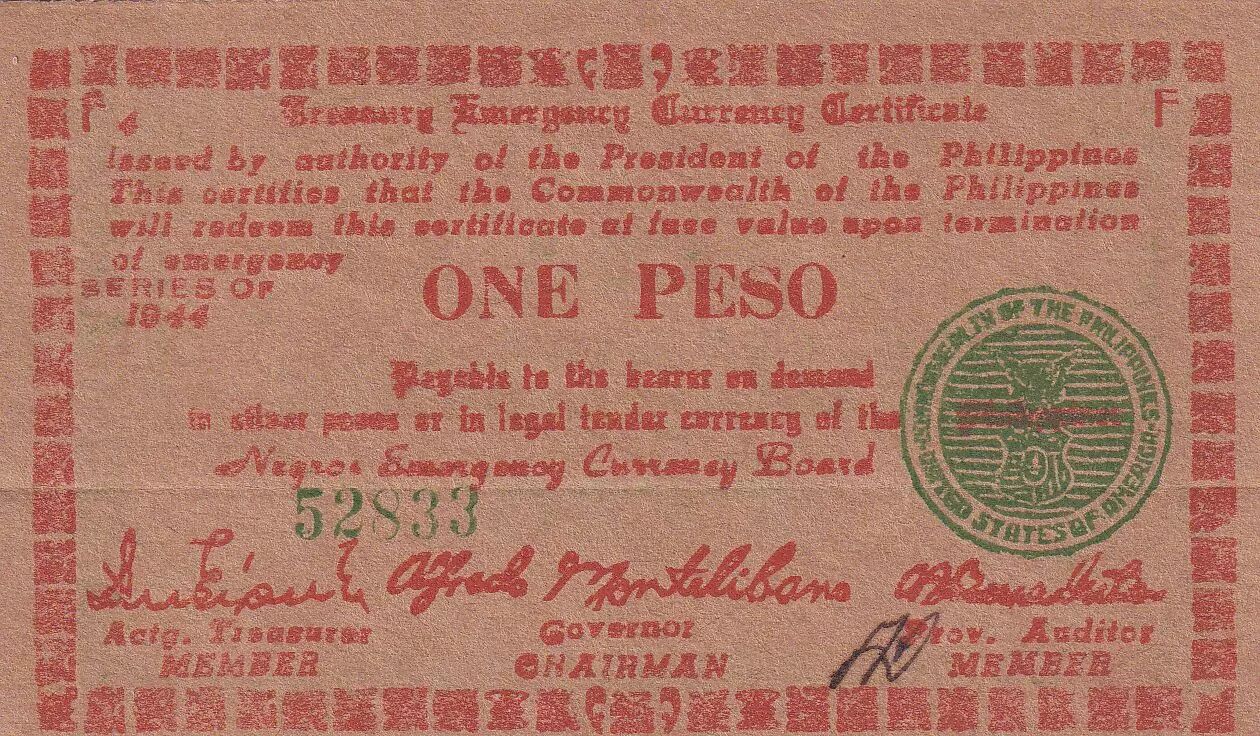 F 4 Treasury Emergency Currency Certificate F
Issued by authority of the President of the Philippines
This certifies that the Commonwealth of the Philippines
will redeem this certificate at face value upon termination
of emergency
SERIES OF
1944
ONE PESO
Payable to the bearer on demand
in silver pesos or in legal tender currency of the
Negros Emergency Currency Board
COMMONWEALTH OF THE PHILIPPINES
UNITED STATES OF AMERICA
52833
Alfredo Montelibano
Actg. Treasurer Governor Prov. Auditor
MEMBER CHAIRMAN MEMBER